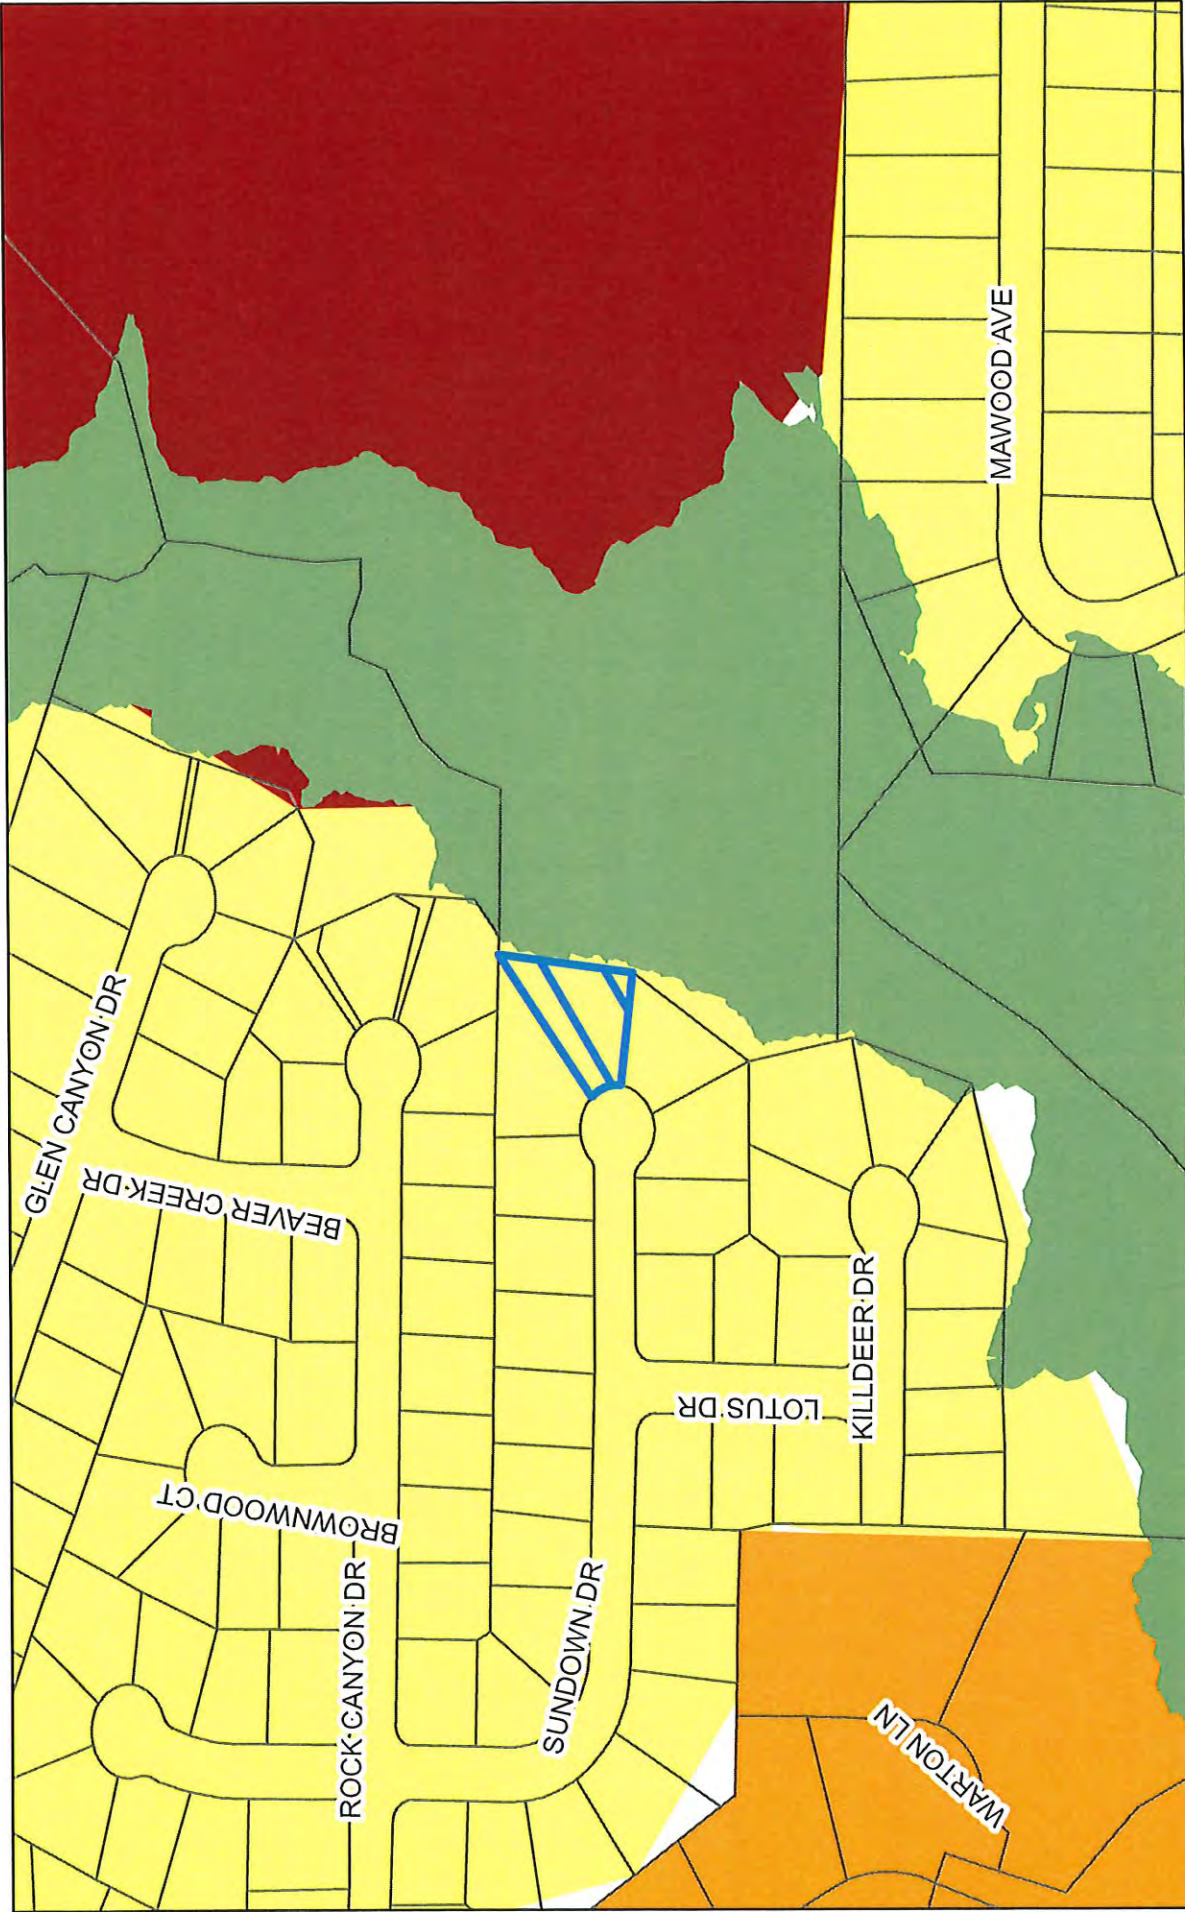 MAWOOD AVE
GLEN CANYON DR
BEAVER CREEK DR
LOTUS DR
KILLDEER DR
BROWNWOOD CT
ROCK CANYON DR
SUNDOWN DR
WARTON LN